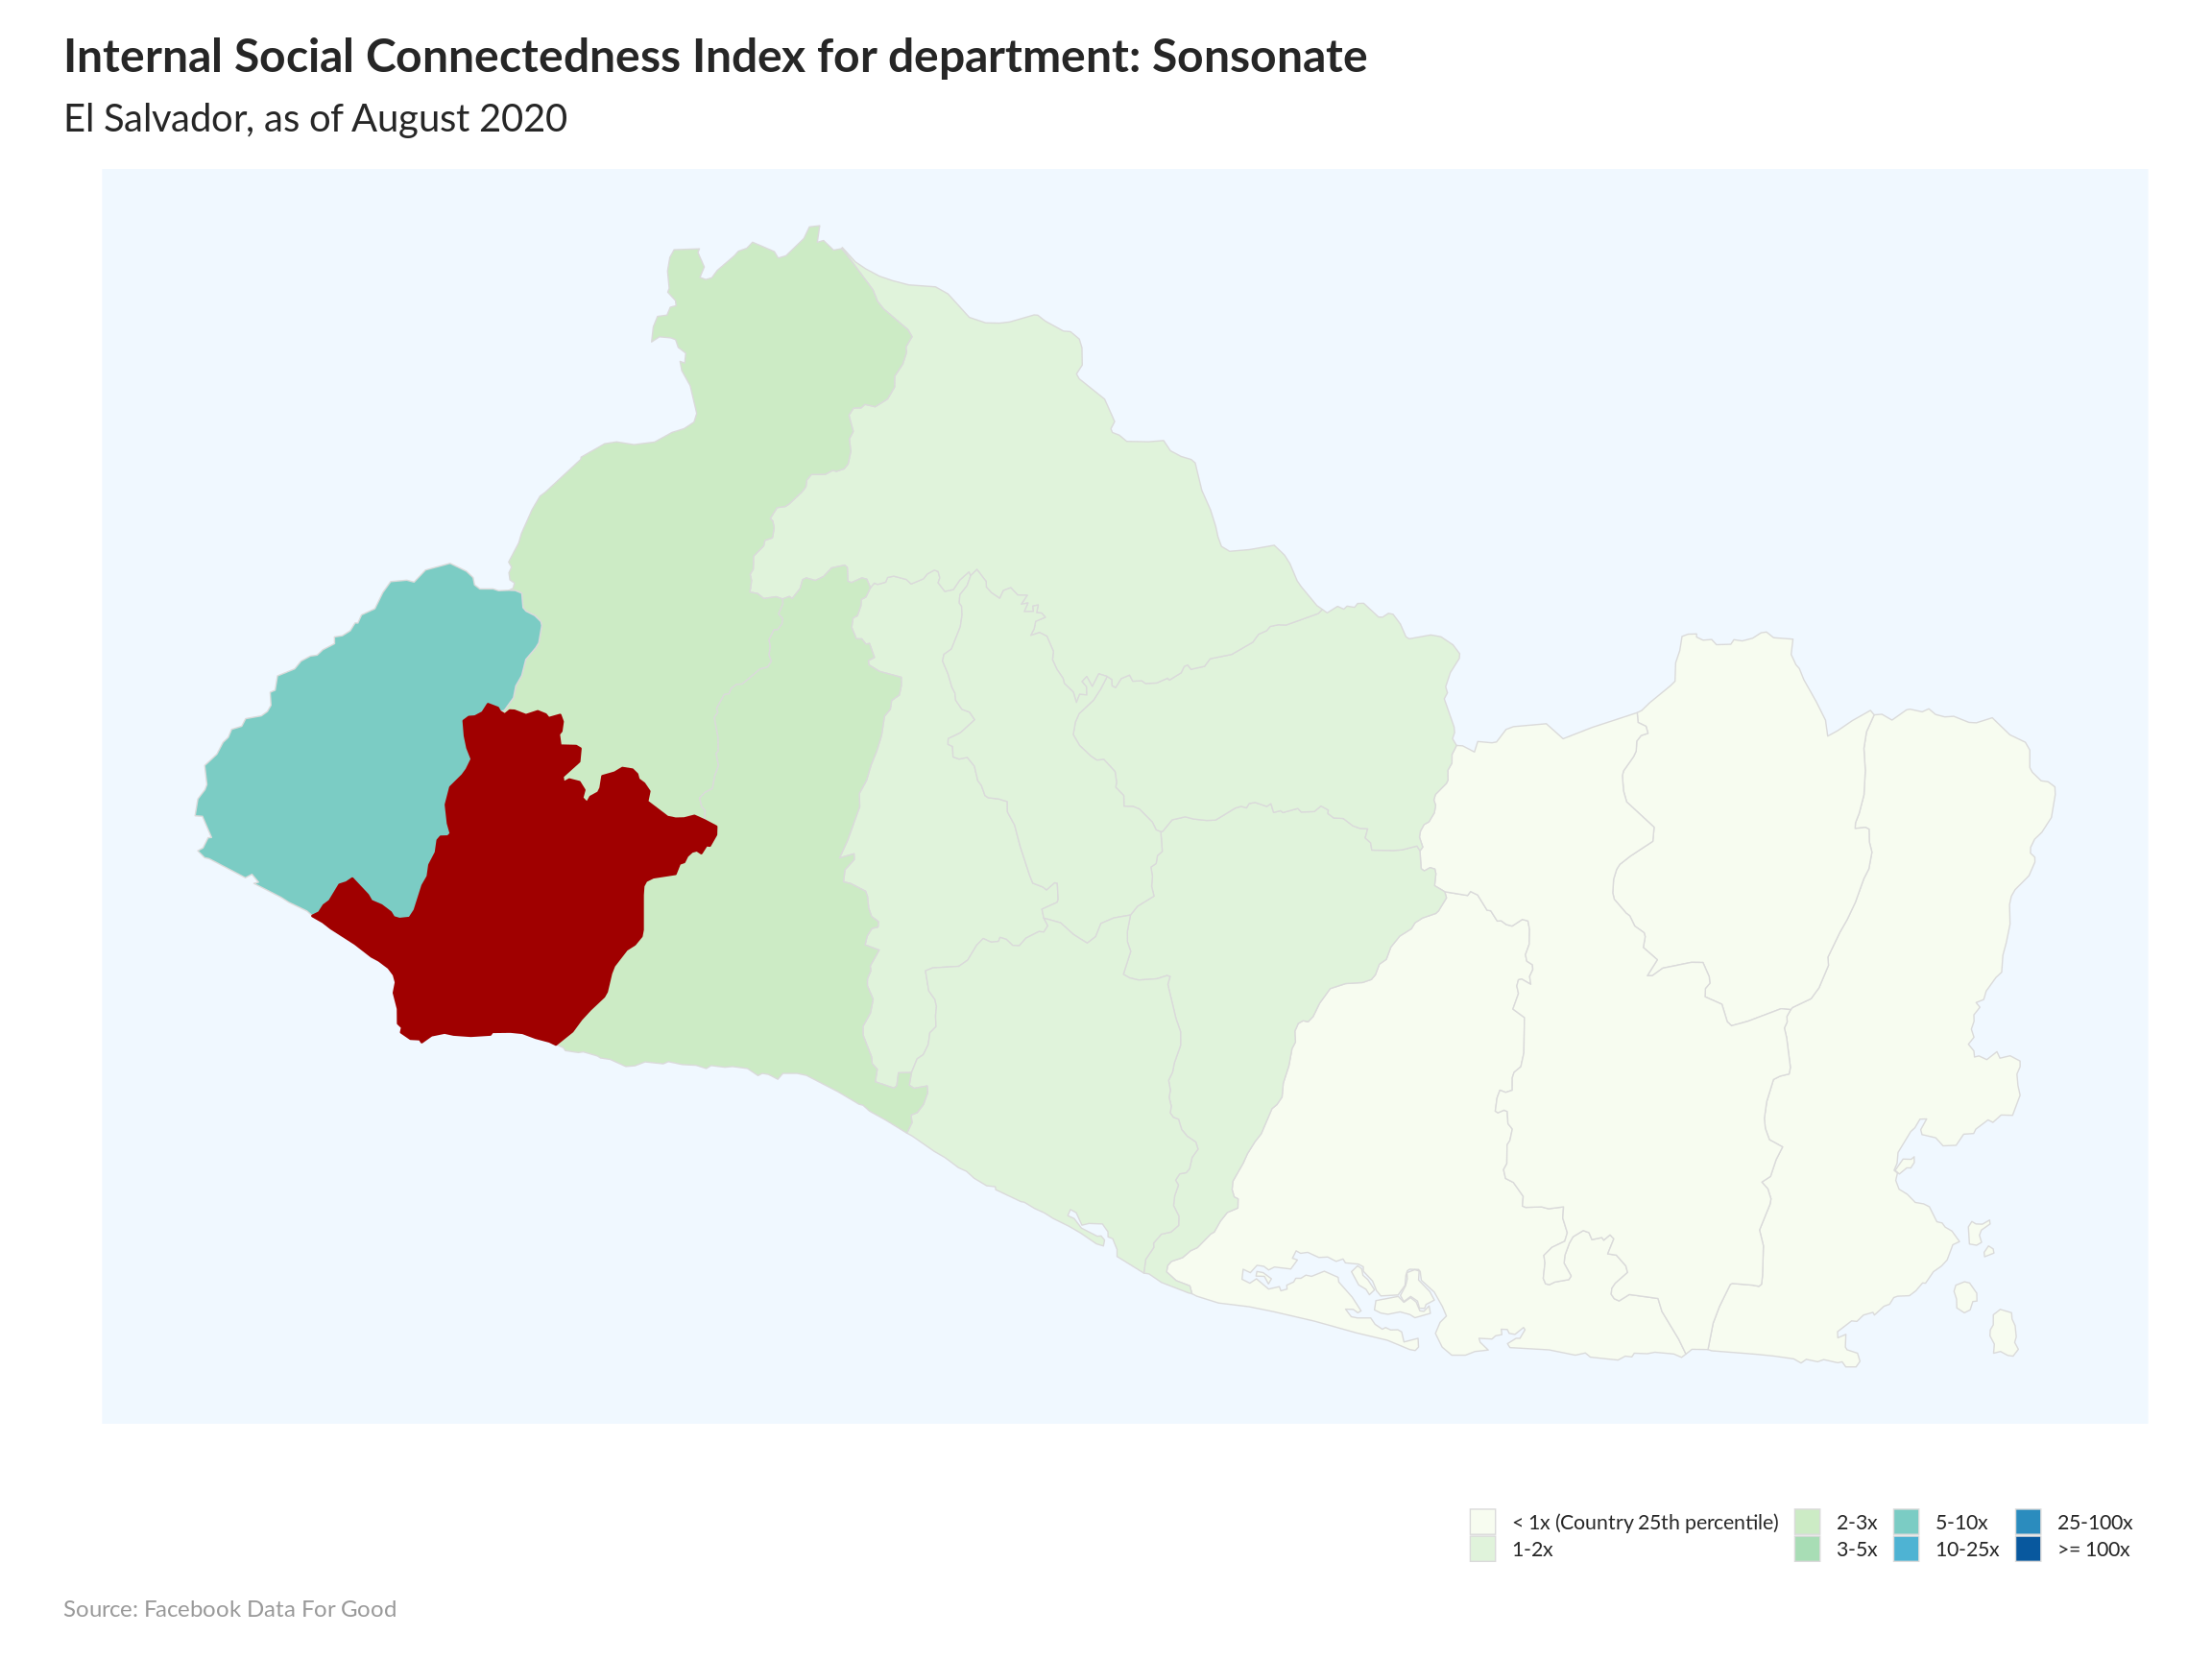 Internal Social Connectedness Index for department: Sonsonate
El Salvador, as of August 2020
< 1x (Country 25th percentile)
1-2x
2-3x
3-5x
5-10x
10-25x
25-100x
>= 100x
Source: Facebook Data For Good